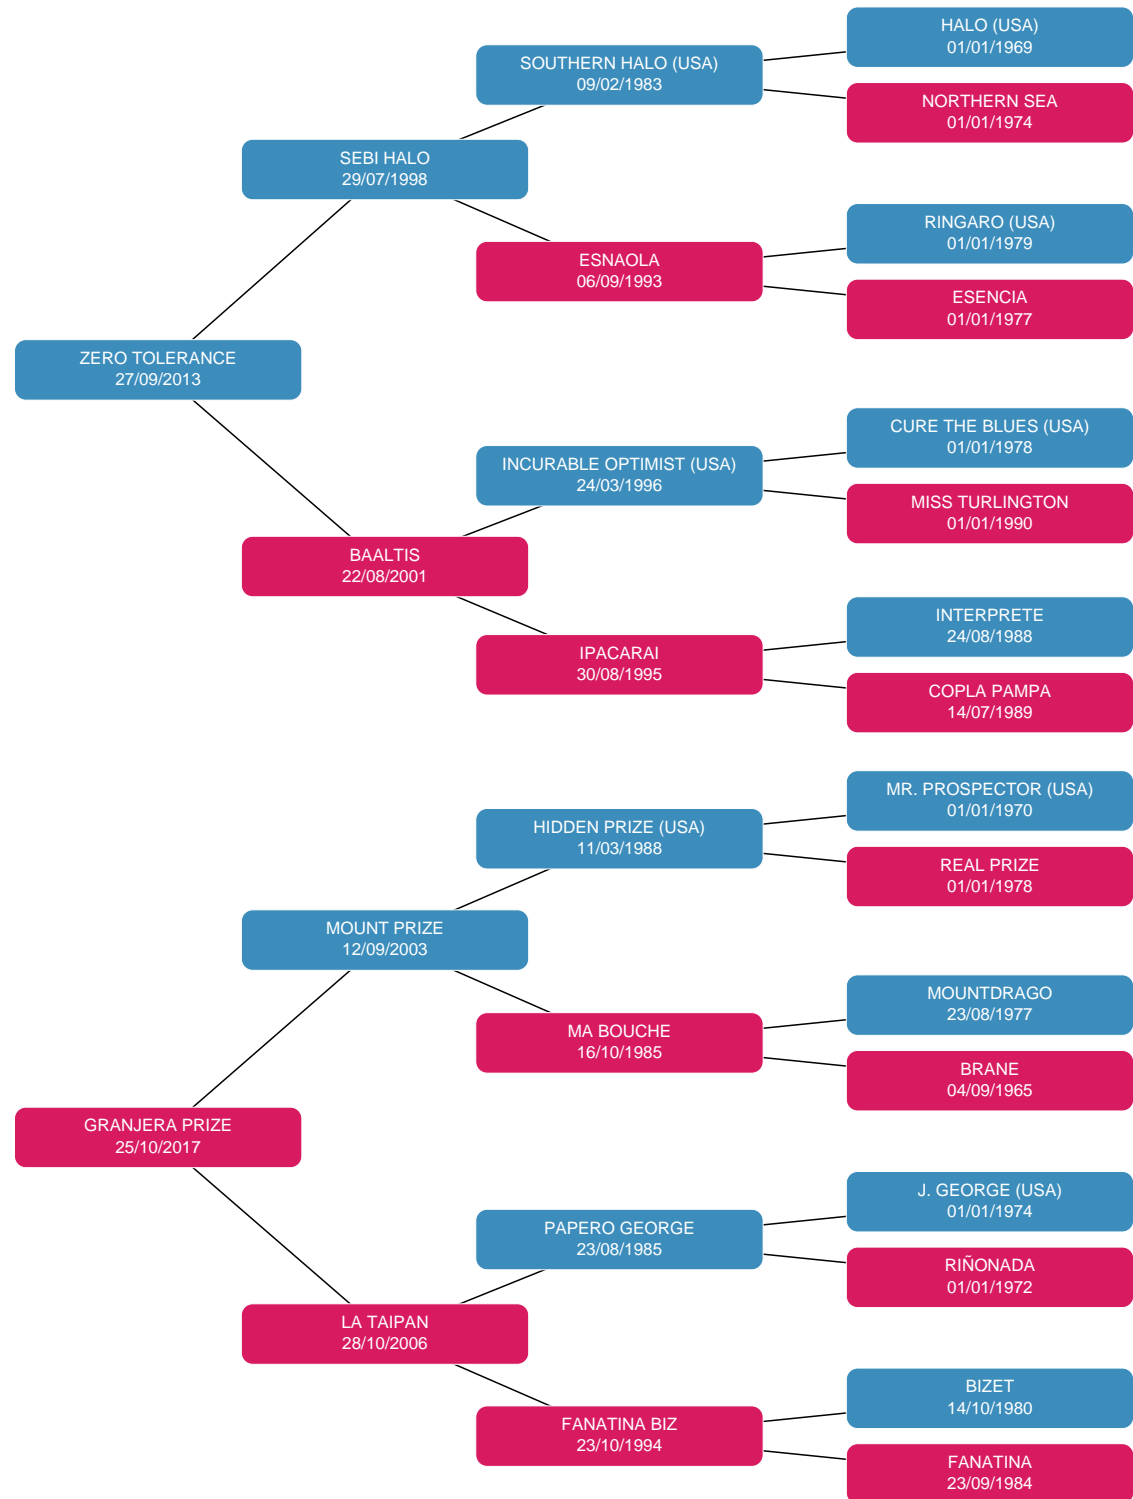 HALO (USA)
01/01/1969
SOUTHERN HALO (USA)
09/02/1983
NORTHERN SEA
01/01/1974
SEBI HALO
29/07/1998
RINGARO (USA)
01/01/1979
ESNAOLA
06/09/1993
ESENCIA
01/01/1977
ZERO TOLERANCE
27/09/2013
CURE THE BLUES (USA)
01/01/1978
INCURABLE OPTIMIST (USA)
24/03/1996
MISS TURLINGTON
01/01/1990
BAALTIS
22/08/2001
INTERPRETE
24/08/1988
IPACARAI
30/08/1995
COPLA PAMPA
14/07/1989
MR. PROSPECTOR (USA)
01/01/1970
HIDDEN PRIZE (USA)
11/03/1988
REAL PRIZE
01/01/1978
MOUNT PRIZE
12/09/2003
MOUNTDRAGO
23/08/1977
MA BOUCHE
16/10/1985
BRANE
04/09/1965
GRANJERA PRIZE
25/10/2017
J. GEORGE (USA)
01/01/1974
PAPERO GEORGE
23/08/1985
RIÑONADA
01/01/1972
LA TAIPAN
28/10/2006
BIZET
14/10/1980
FANATINA BIZ
23/10/1994
FANATINA
23/09/1984